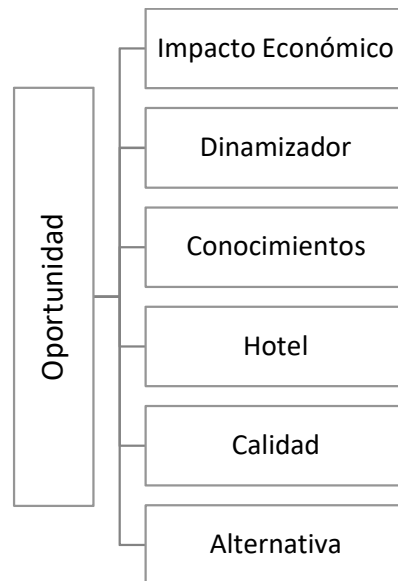 Oportunidad
Impacto Económico
Dinamizador
Conocimientos
Hotel
Calidad
Alternativa